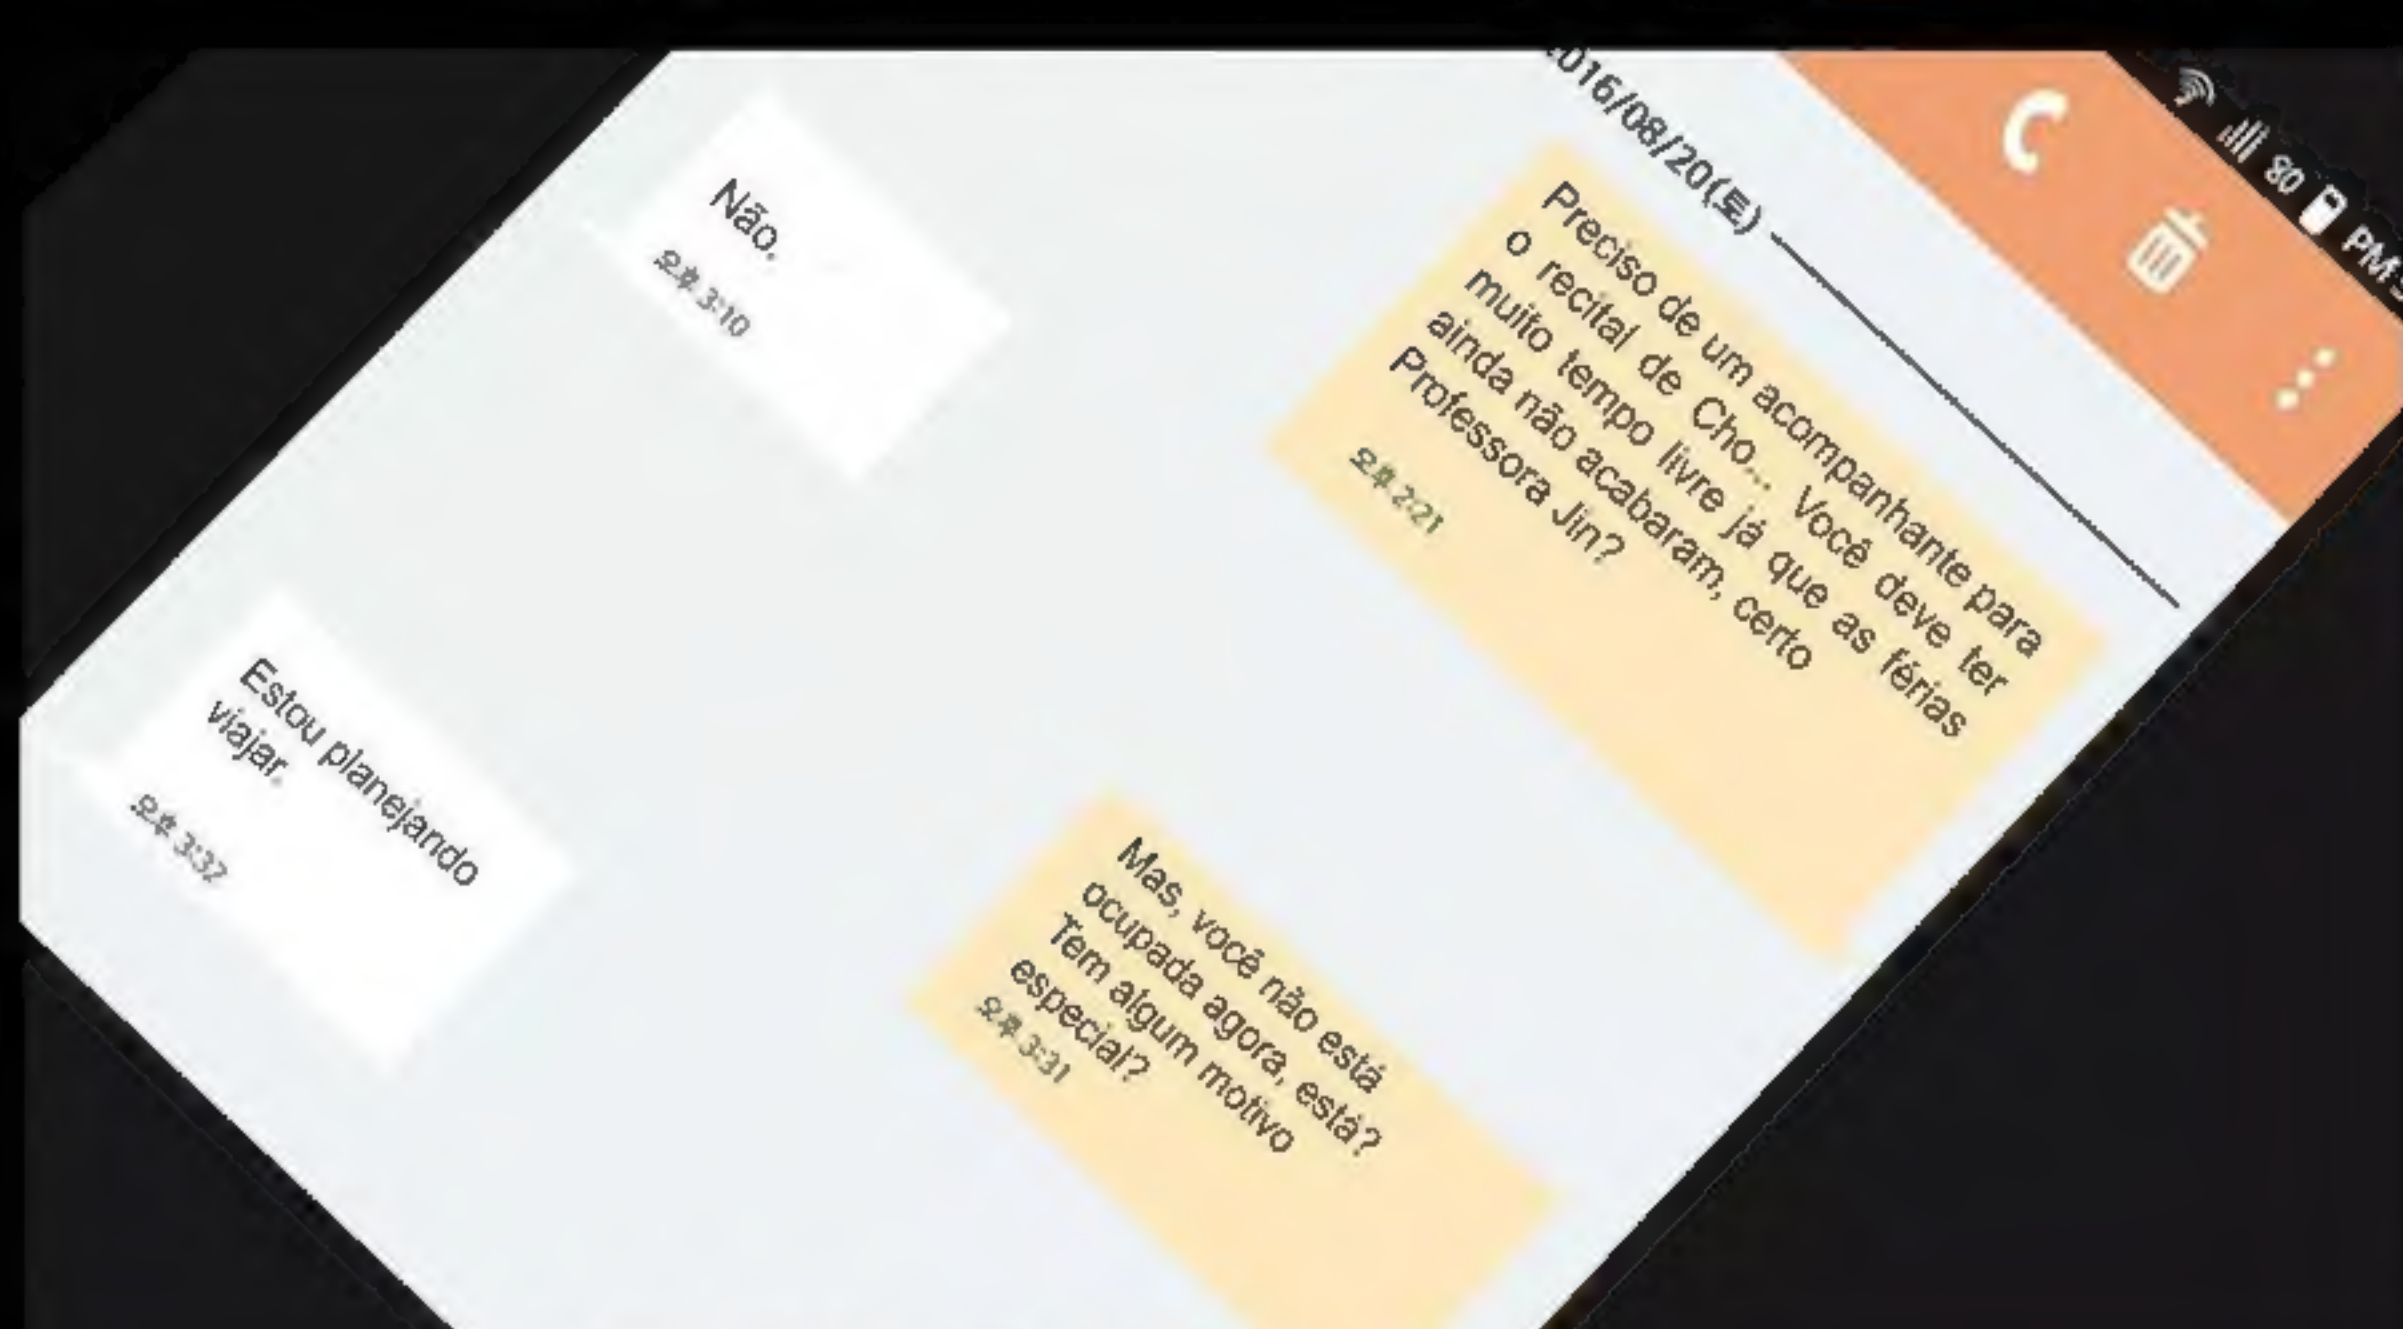 80 PM
2016/08/20(토)
Preciso de um acompanhante para
o recital de Cho... Você deve ter
muito tempo livre já que as férias
ainda não acabaram, certo
Professora Jin?
오후 2:21
Não.
오후 3:10
Mas, você não está
ocupada agora, está?
Tem algum motivo
especial?
오후 3:31
Estou planejando
viajar.
오후 3:32